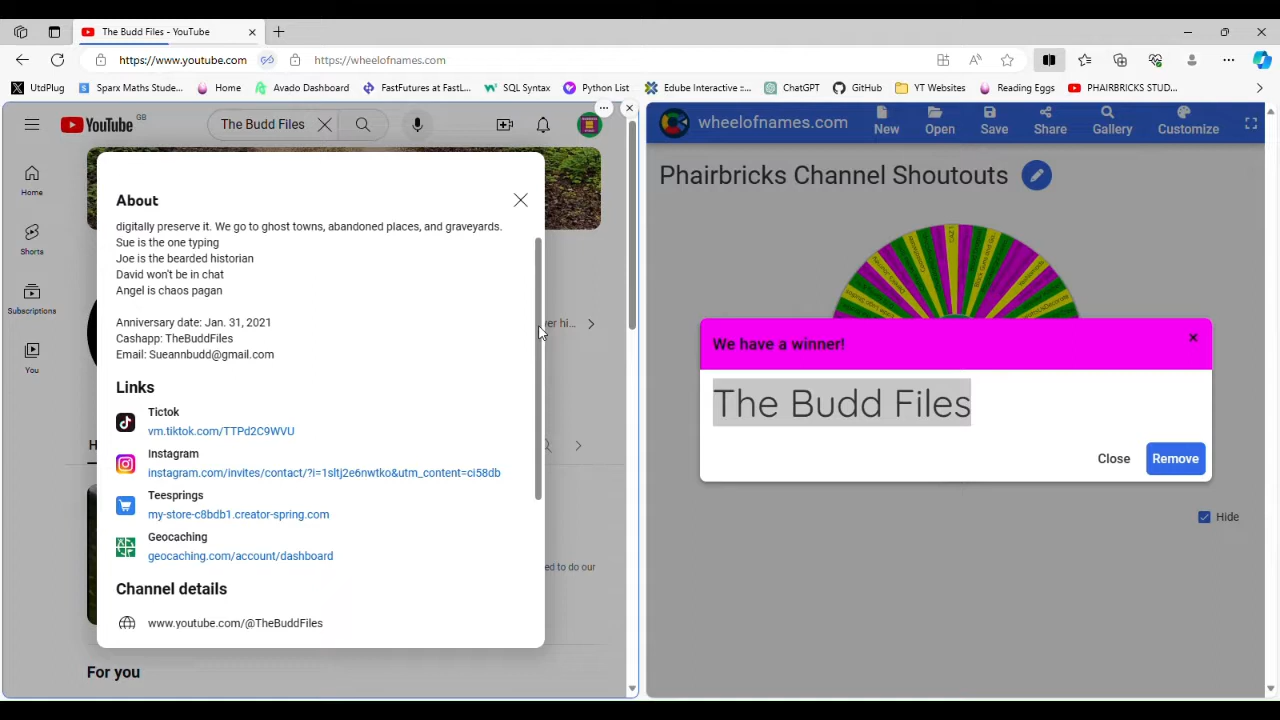 The Budd Files - YouTube
https://www.youtube.com
https://wheelofnames.com
UtdPlug
Sparx Maths Stude...
Home
Avado Dashboard
FastFutures at FastL...
SQL Syntax
Python List
Edube Interactive ::...
ChatGPT
GitHub
YT Websites
Reading Eggs
PHAIRBRICKS STUD...
YouTube GB
The Budd Files
Home
Shorts
Subscriptions
You
About
digitally preserve it. We go to ghost towns, abandoned places, and graveyards.
Sue is the one typing
Joe is the bearded historian
David won't be in chat
Angel is chaos pagan
Anniversary date: Jan. 31, 2021
Cashapp: TheBuddFiles
Email: Sueannbudd@gmail.com
Links
Tictok
vm.tiktok.com/TTPd2C9WVU
Instagram
instagram.com/invites/contact/?i=1sltj2e6nwtko&utm_content=ci58db
Teesprings
my-store-c8bdb1.creator-spring.com
Geocaching
geocaching.com/account/dashboard
Channel details
www.youtube.com/@TheBuddFiles
ver hi...
H
ed to do our
For you
wheelofnames.com
New
Open
Save
Share
Gallery
Customize
Phairbricks Channel Shoutouts
We have a winner!
The Budd Files
Close
Remove
Hide